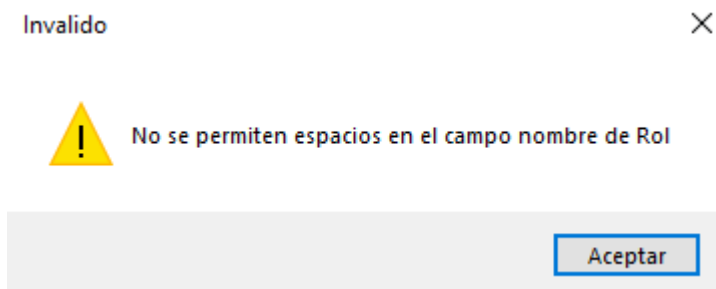 Invalido
No se permiten espacios en el campo nombre de Rol
Aceptar